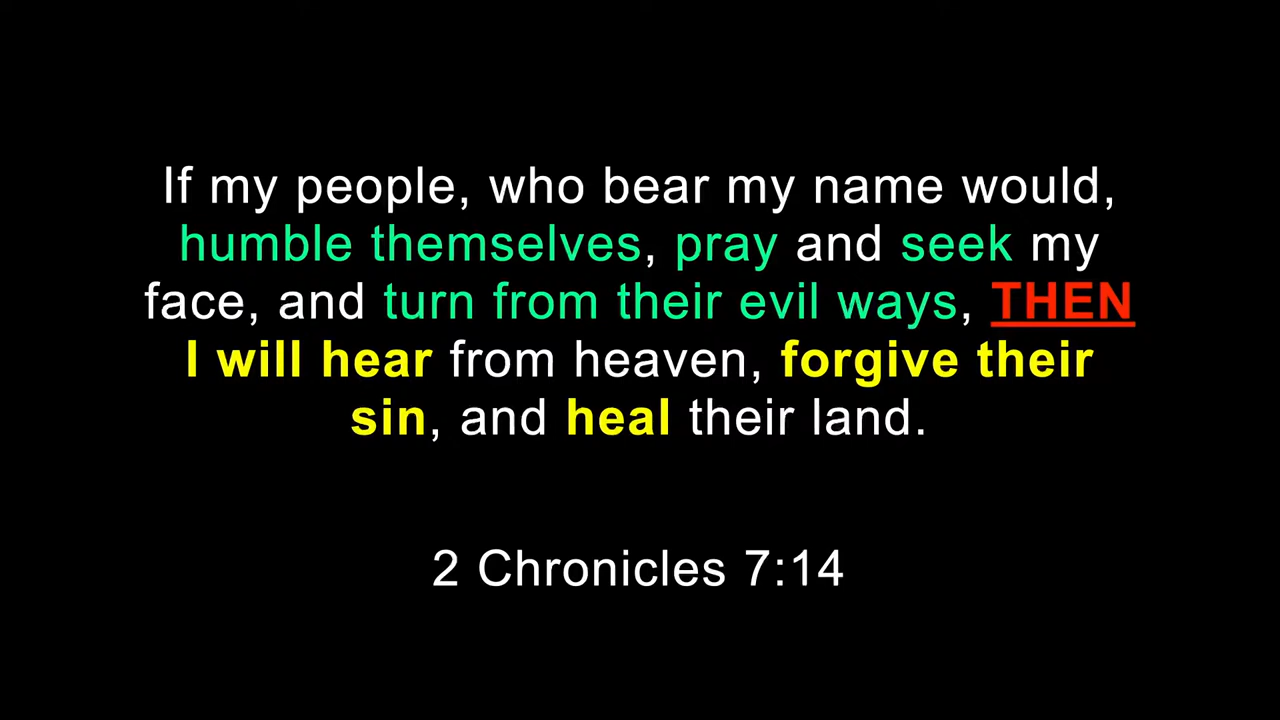 If my people, who bear my name would,
humble themselves, pray and seek my
face, and turn from their evil ways, THEN
I will hear from heaven, forgive their
sin, and heal their land.
2 Chronicles 7:14